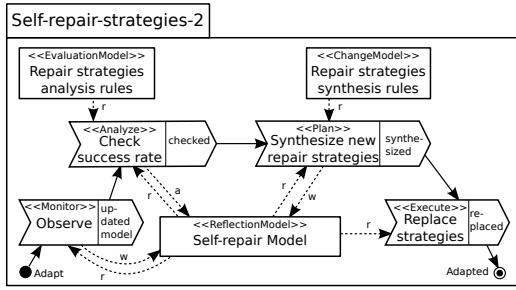 Self-repair-strategies-2
<<EvaluationModel>>
Repair strategies
analysis rules
<<ChangeModel>>
Repair strategies
synthesis rules
r
r
<<Analyze>>
Check
success rate
checked
<<Plan>>
Synthesize new
repair strategies
synthe-
sized
a
r
r
w
<<Monitor>>
Observe
up-
dated
model
<<ReflectionModel>>
Self-repair Model
<<Execute>>
Replace
strategies
re-
placed
w
r
r
Adapt
Adapted